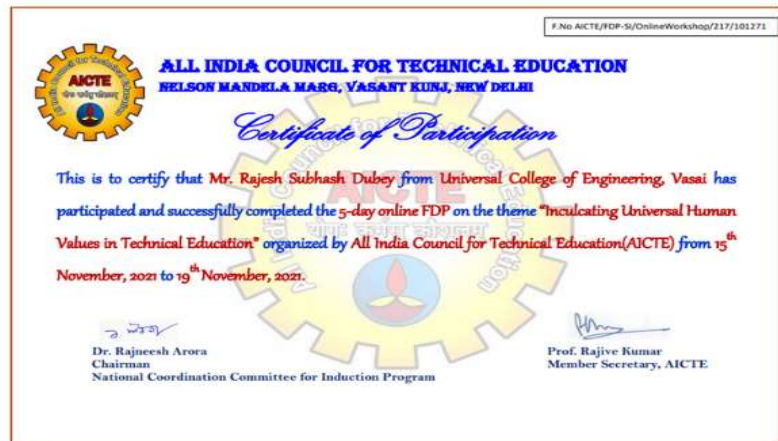 F.No AICTE/FDP-SI/OnlineWorkshop/217/101271
ALL INDIA COUNCIL FOR TECHNICAL EDUCATION
NELSON MANDELA MARG, VASANT KUNJ, NEW DELHI
AICTE
Certificate of Participation
This is to certify that Mr. Rajesh Subhash Dubey from Universal College of Engineering, Vasai has
participated and successfully completed the 5-day online FDP on the theme “Inculcating Universal Human
Values in Technical Education” organized by All India Council for Technical Education(AICTE) from 15th
November, 2021 to 19th November, 2021.
Dr. Rajneesh Arora
Chairman
National Coordination Committee for Induction Program
Prof. Rajive Kumar
Member Secretary, AICTE